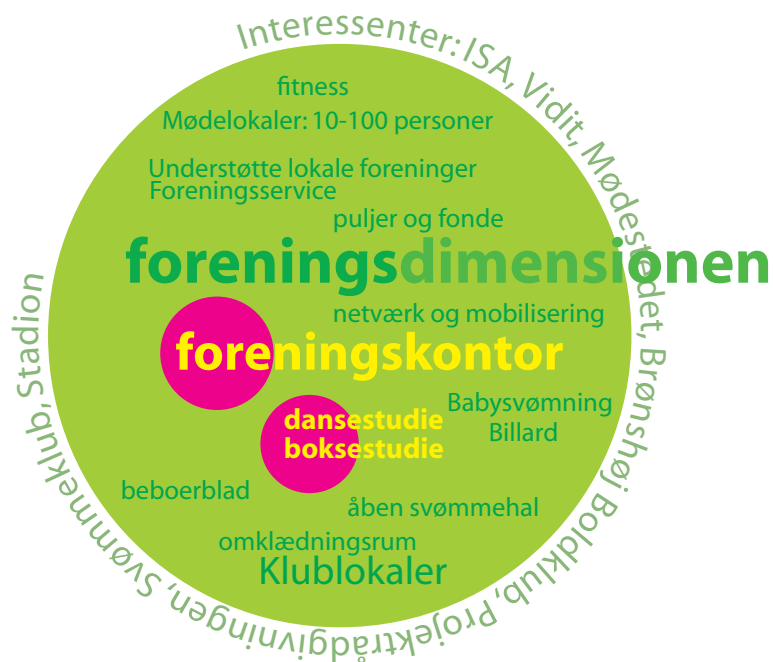 Interessenter: ISA, Vidit, Mødestedet, Brønshøj Boldklub, Projektrådgivningen, Svømmeklub, Stadion
fitness
Mødelokaler: 10-100 personer
Understøtte lokale foreninger
Foreningsservice
puljer og fonde
foreningsdimensionen
netværk og mobilisering
foreningskontor
Babysvømning
dansestudie
Billard
boksestudie
beboerblad
åben svømmehal
omklædningsrum
Klublokaler